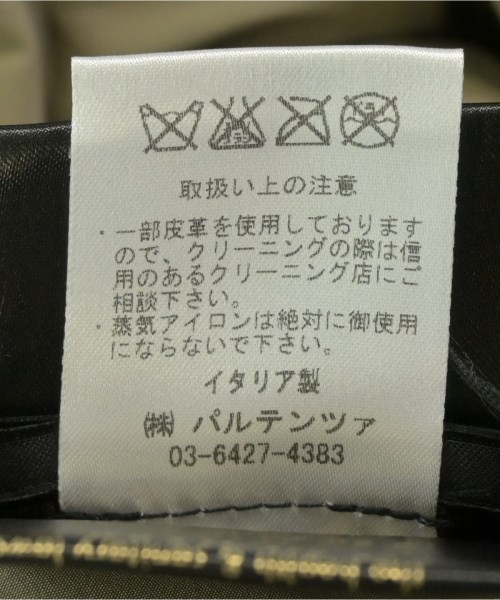 取扱い上の注意
・一部皮革を使用しております
ので、クリーニングの際は信
用のあるクリーニング店にご
相談下さい。
・蒸気アイロンは絶対に御使用
にならないで下さい。
イタリア製
㈱ パルテンツァ
03-6427-4383